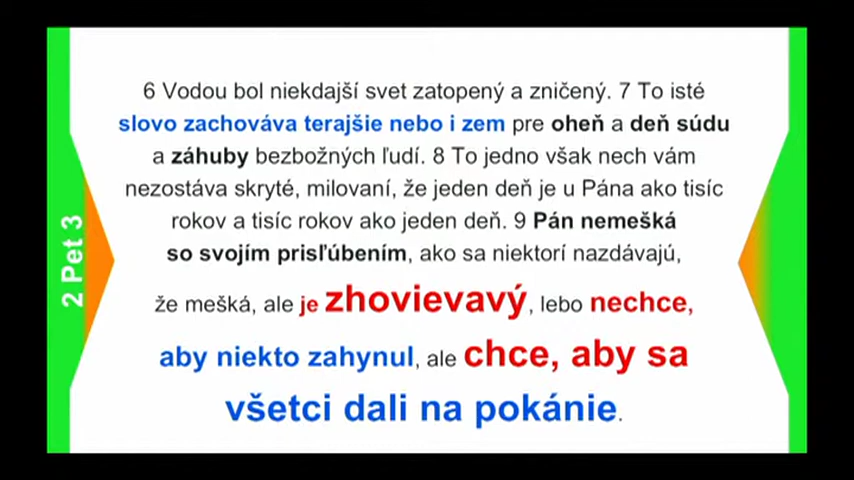 6 Vodou bol niekdajší svet zatopený a zničený. 7 To isté
slovo zachováva terajšie nebo i zem pre oheň a deň súdu
a záhuby bezbožných ľudí. 8 To jedno však nech vám
nezostáva skryté, milovaní, že jeden deň je u Pána ako tisíc
rokov a tisíc rokov ako jeden deň. 9 Pán nemešká
so svojím prisľúbením, ako sa niektorí nazdávajú,
že mešká, ale je zhovievavý, lebo nechce,
aby niekto zahynul, ale chce, aby sa
všetci dali na pokánie.
2 Pet 3